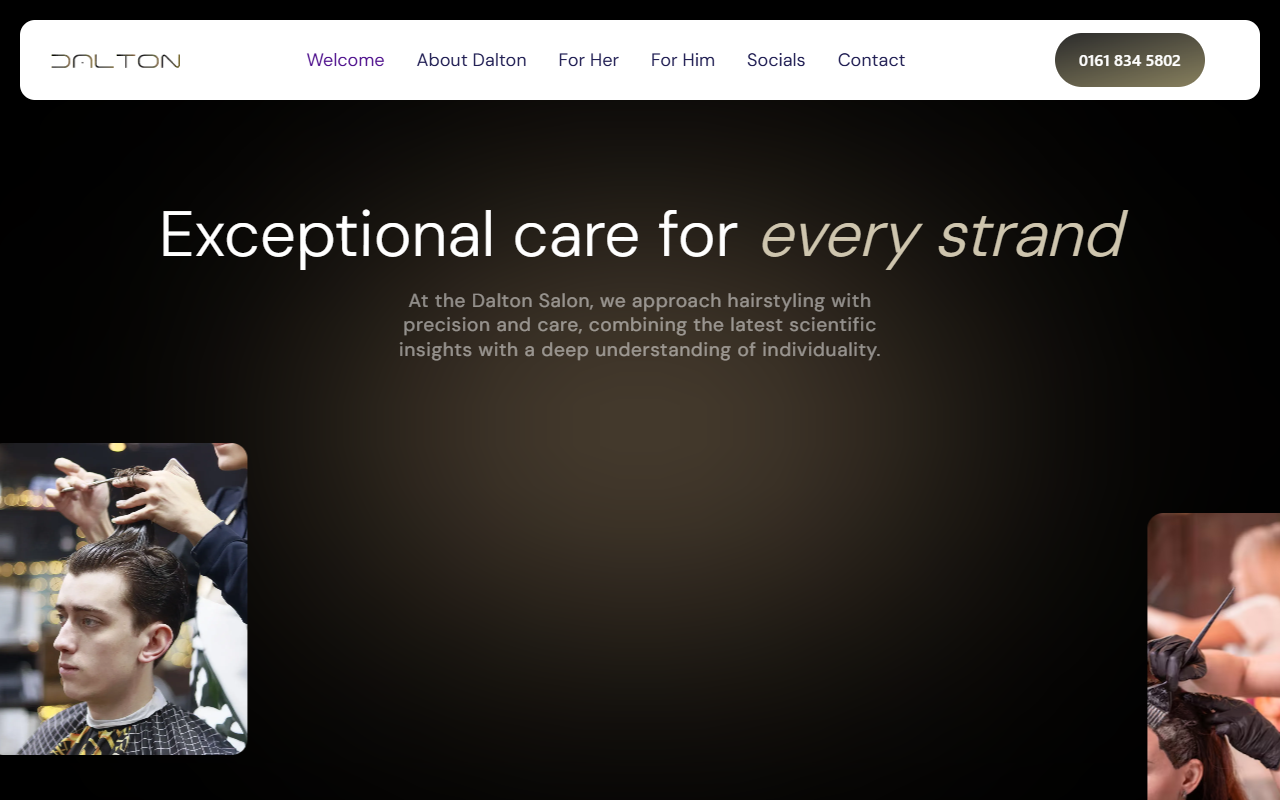 DALTON
Welcome
About Dalton
For Her
For Him
Socials
Contact
0161 834 5802
Exceptional care for every strand
At the Dalton Salon, we approach hairstyling with
precision and care, combining the latest scientific
insights with a deep understanding of individuality.